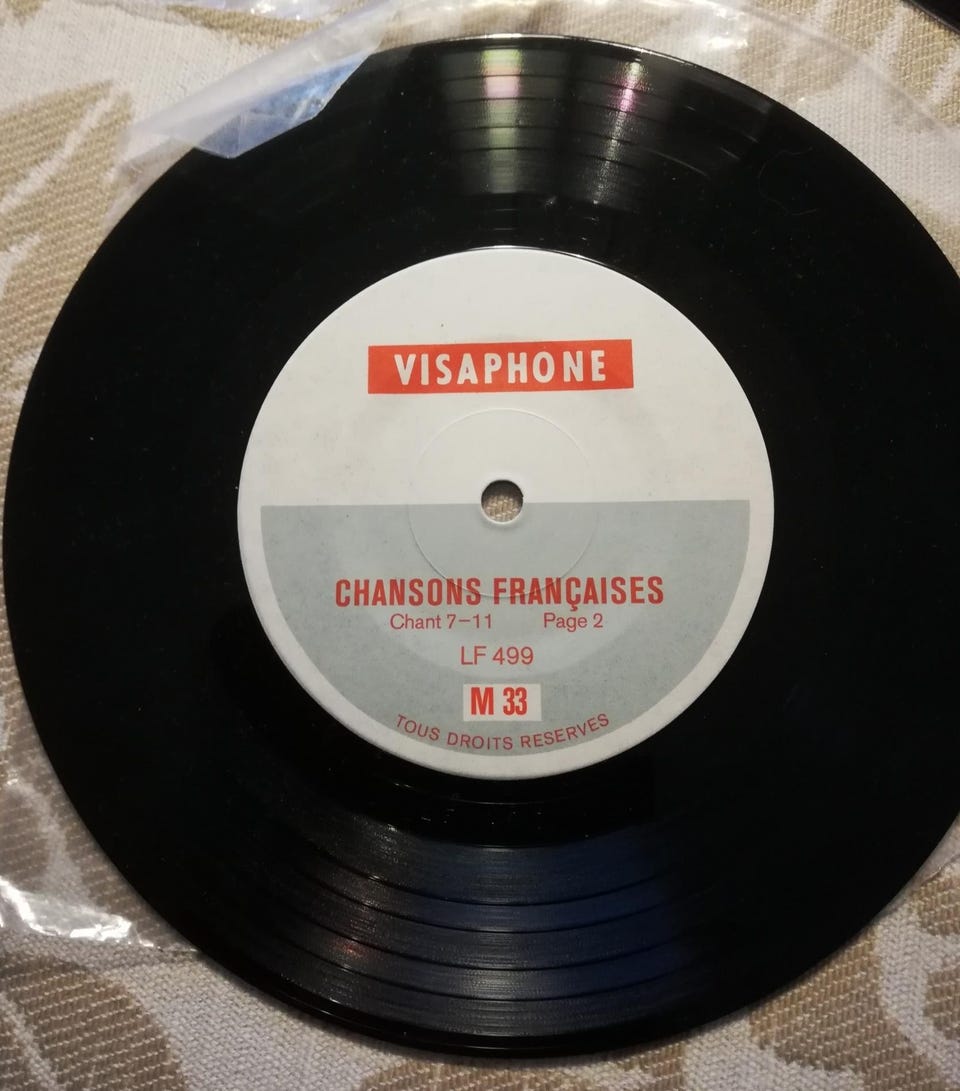 VISAPHONE
CHANSONS FRANÇAISES
Chant 7–11 Page 2
LF 499
M 33
TOUS DROITS RESERVES